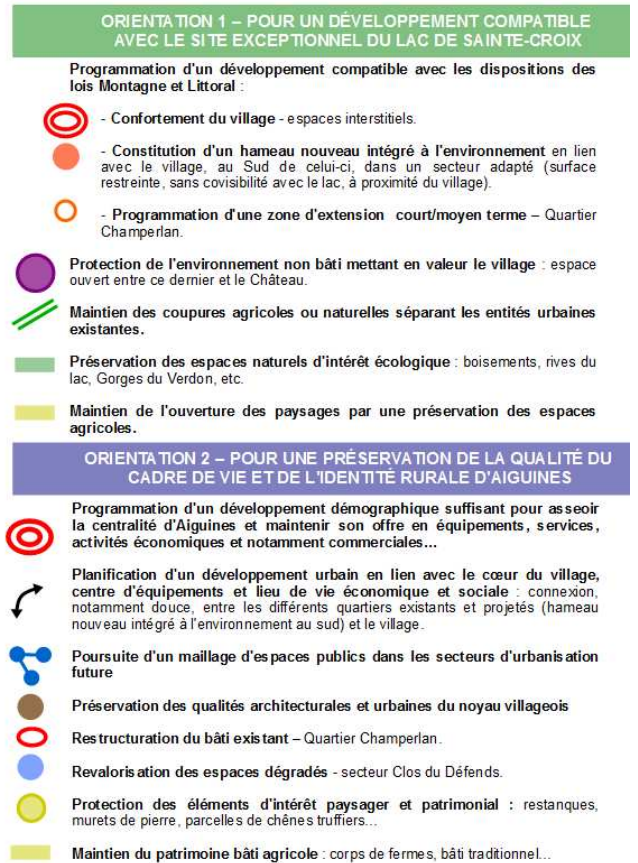 ORIENTATION 1 – POUR UN DÉVELOPPEMENT COMPATIBLE
AVEC LE SITE EXCEPTIONNEL DU LAC DE SAINTE-CROIX
Programmation d'un développement compatible avec les dispositions des
lois Montagne et Littoral :
- Confortement du village - espaces interstitiels.
- Constitution d'un hameau nouveau intégré à l'environnement en lien
avec le village, au Sud de celui-ci, dans un secteur adapté (surface
restreinte, sans covisibilité avec le lac, à proximité du village).
- Programmation d'une zone d'extension court/moyen terme – Quartier
Champerlan.
Protection de l'environnement non bâti mettant en valeur le village : espace
ouvert entre ce dernier et le Château.
Maintien des coupures agricoles ou naturelles séparant les entités urbaines
existantes.
Préservation des espaces naturels d'intérêt écologique : boisements, rives du
lac, Gorges du Verdon, etc.
Maintien de l'ouverture des paysages par une préservation des espaces
agricoles.
ORIENTATION 2 – POUR UNE PRÉSERVATION DE LA QUALITÉ DU
CADRE DE VIE ET DE L'IDENTITÉ RURALE D'AIGUINES
Programmation d'un développement démographique suffisant pour asseoir
la centralité d'Aiguines et maintenir son offre en équipements, services,
activités économiques et notamment commerciales...
Planification d'un développement urbain en lien avec le cœur du village,
centre d'équipements et lieu de vie économique et sociale : connexion,
notamment douce, entre les différents quartiers existants et projetés (hameau
nouveau intégré à l'environnement au sud) et le village.
Poursuite d'un maillage d'espaces publics dans les secteurs d'urbanisation
future
Préservation des qualités architecturales et urbaines du noyau villageois
Restructuration du bâti existant – Quartier Champerlan.
Revalorisation des espaces dégradés - secteur Clos du Défends.
Protection des éléments d'intérêt paysager et patrimonial : restanques,
murets de pierre, parcelles de chênes truffiers...
Maintien du patrimoine bâti agricole : corps de fermes, bâti traditionnel...